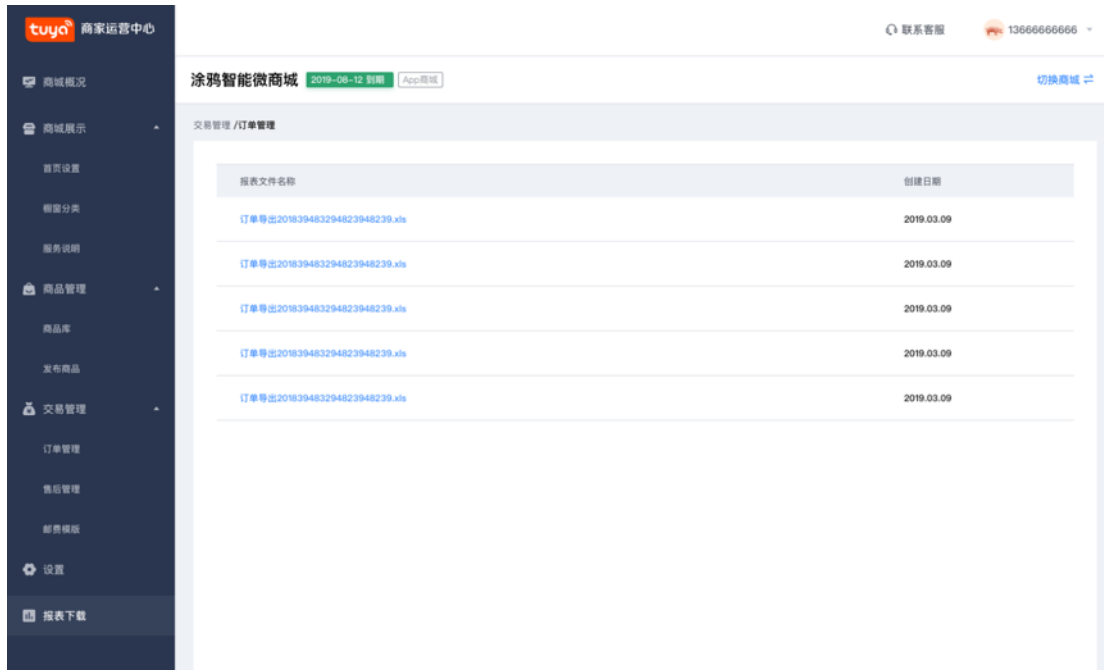 tuya 商家运营中心
联系客服
13666666666
商城概况
涂鸦智能微商城 2019-08-12 到期 App商城
切换商城
商城展示
交易管理 /订单管理
首页设置
报表文件名称 创建日期
橱窗分类
订单导出201839483294823948239.xls 2019.03.09
服务说明
订单导出201839483294823948239.xls 2019.03.09
商品管理
订单导出201839483294823948239.xls 2019.03.09
商品库
订单导出201839483294823948239.xls 2019.03.09
发布商品
订单导出201839483294823948239.xls 2019.03.09
交易管理
订单管理
售后管理
邮费模版
设置
报表下载